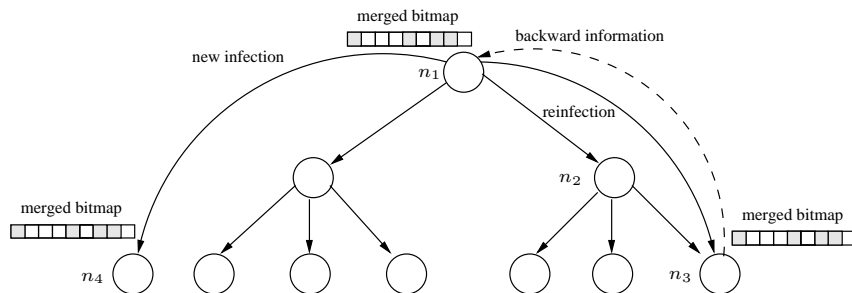 merged bitmap
backward information
new infection
n1
reinfection
n2
merged bitmap
merged bitmap
n4
n3